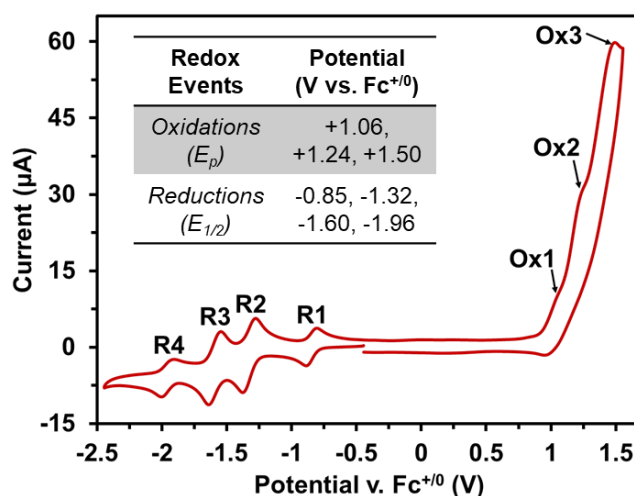 Redox Events
Potential (V vs. Fc+/0)
Oxidations (Ep)
+1.06, +1.24, +1.50
Reductions (E1/2)
-0.85, -1.32, -1.60, -1.96
Ox3
Ox2
Ox1
R4
R3
R2
R1
60
45
30
15
0
-15
Current (µA)
-2.5 -2 -1.5 -1 -0.5 0 0.5 1 1.5
Potential v. Fc+/0 (V)